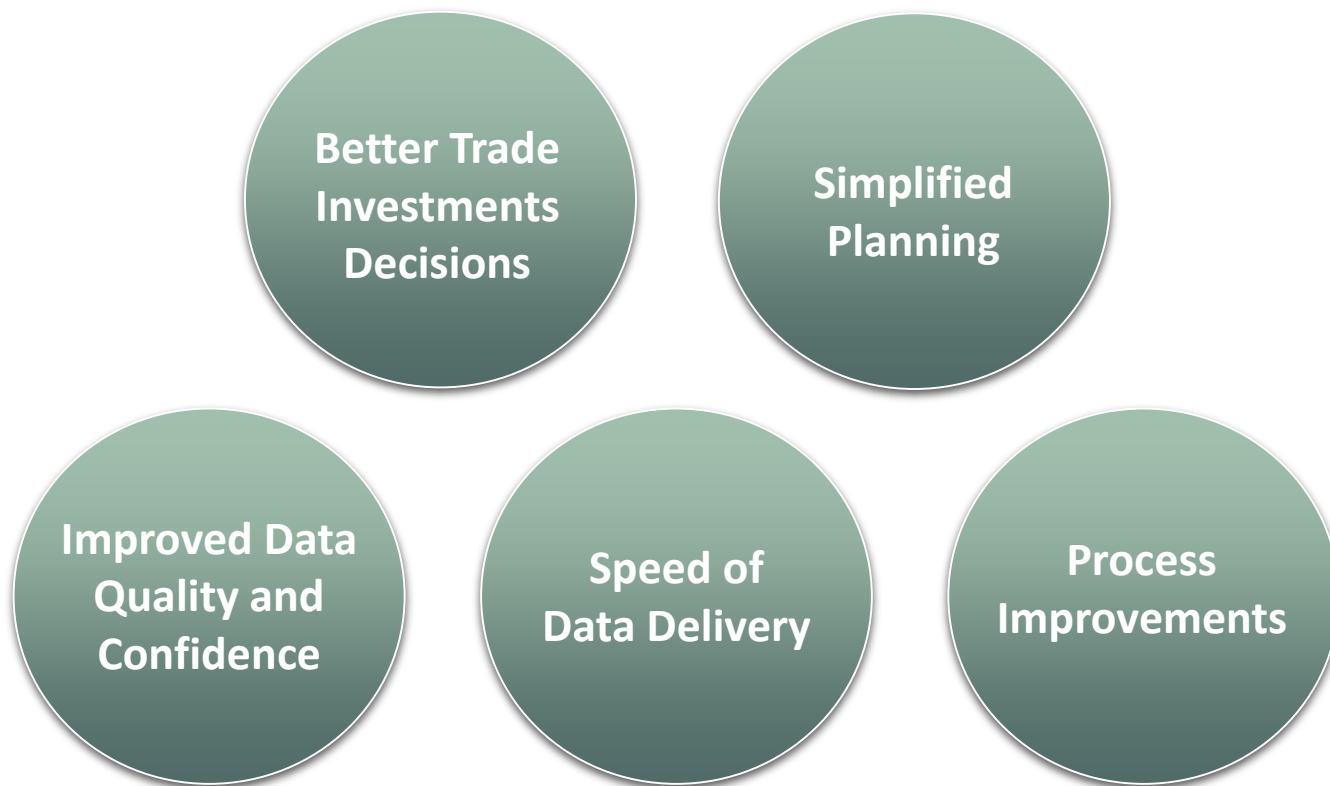 Better Trade
Investments
Decisions
Simplified
Planning
Improved Data
Quality and
Confidence
Speed of
Data Delivery
Process
Improvements